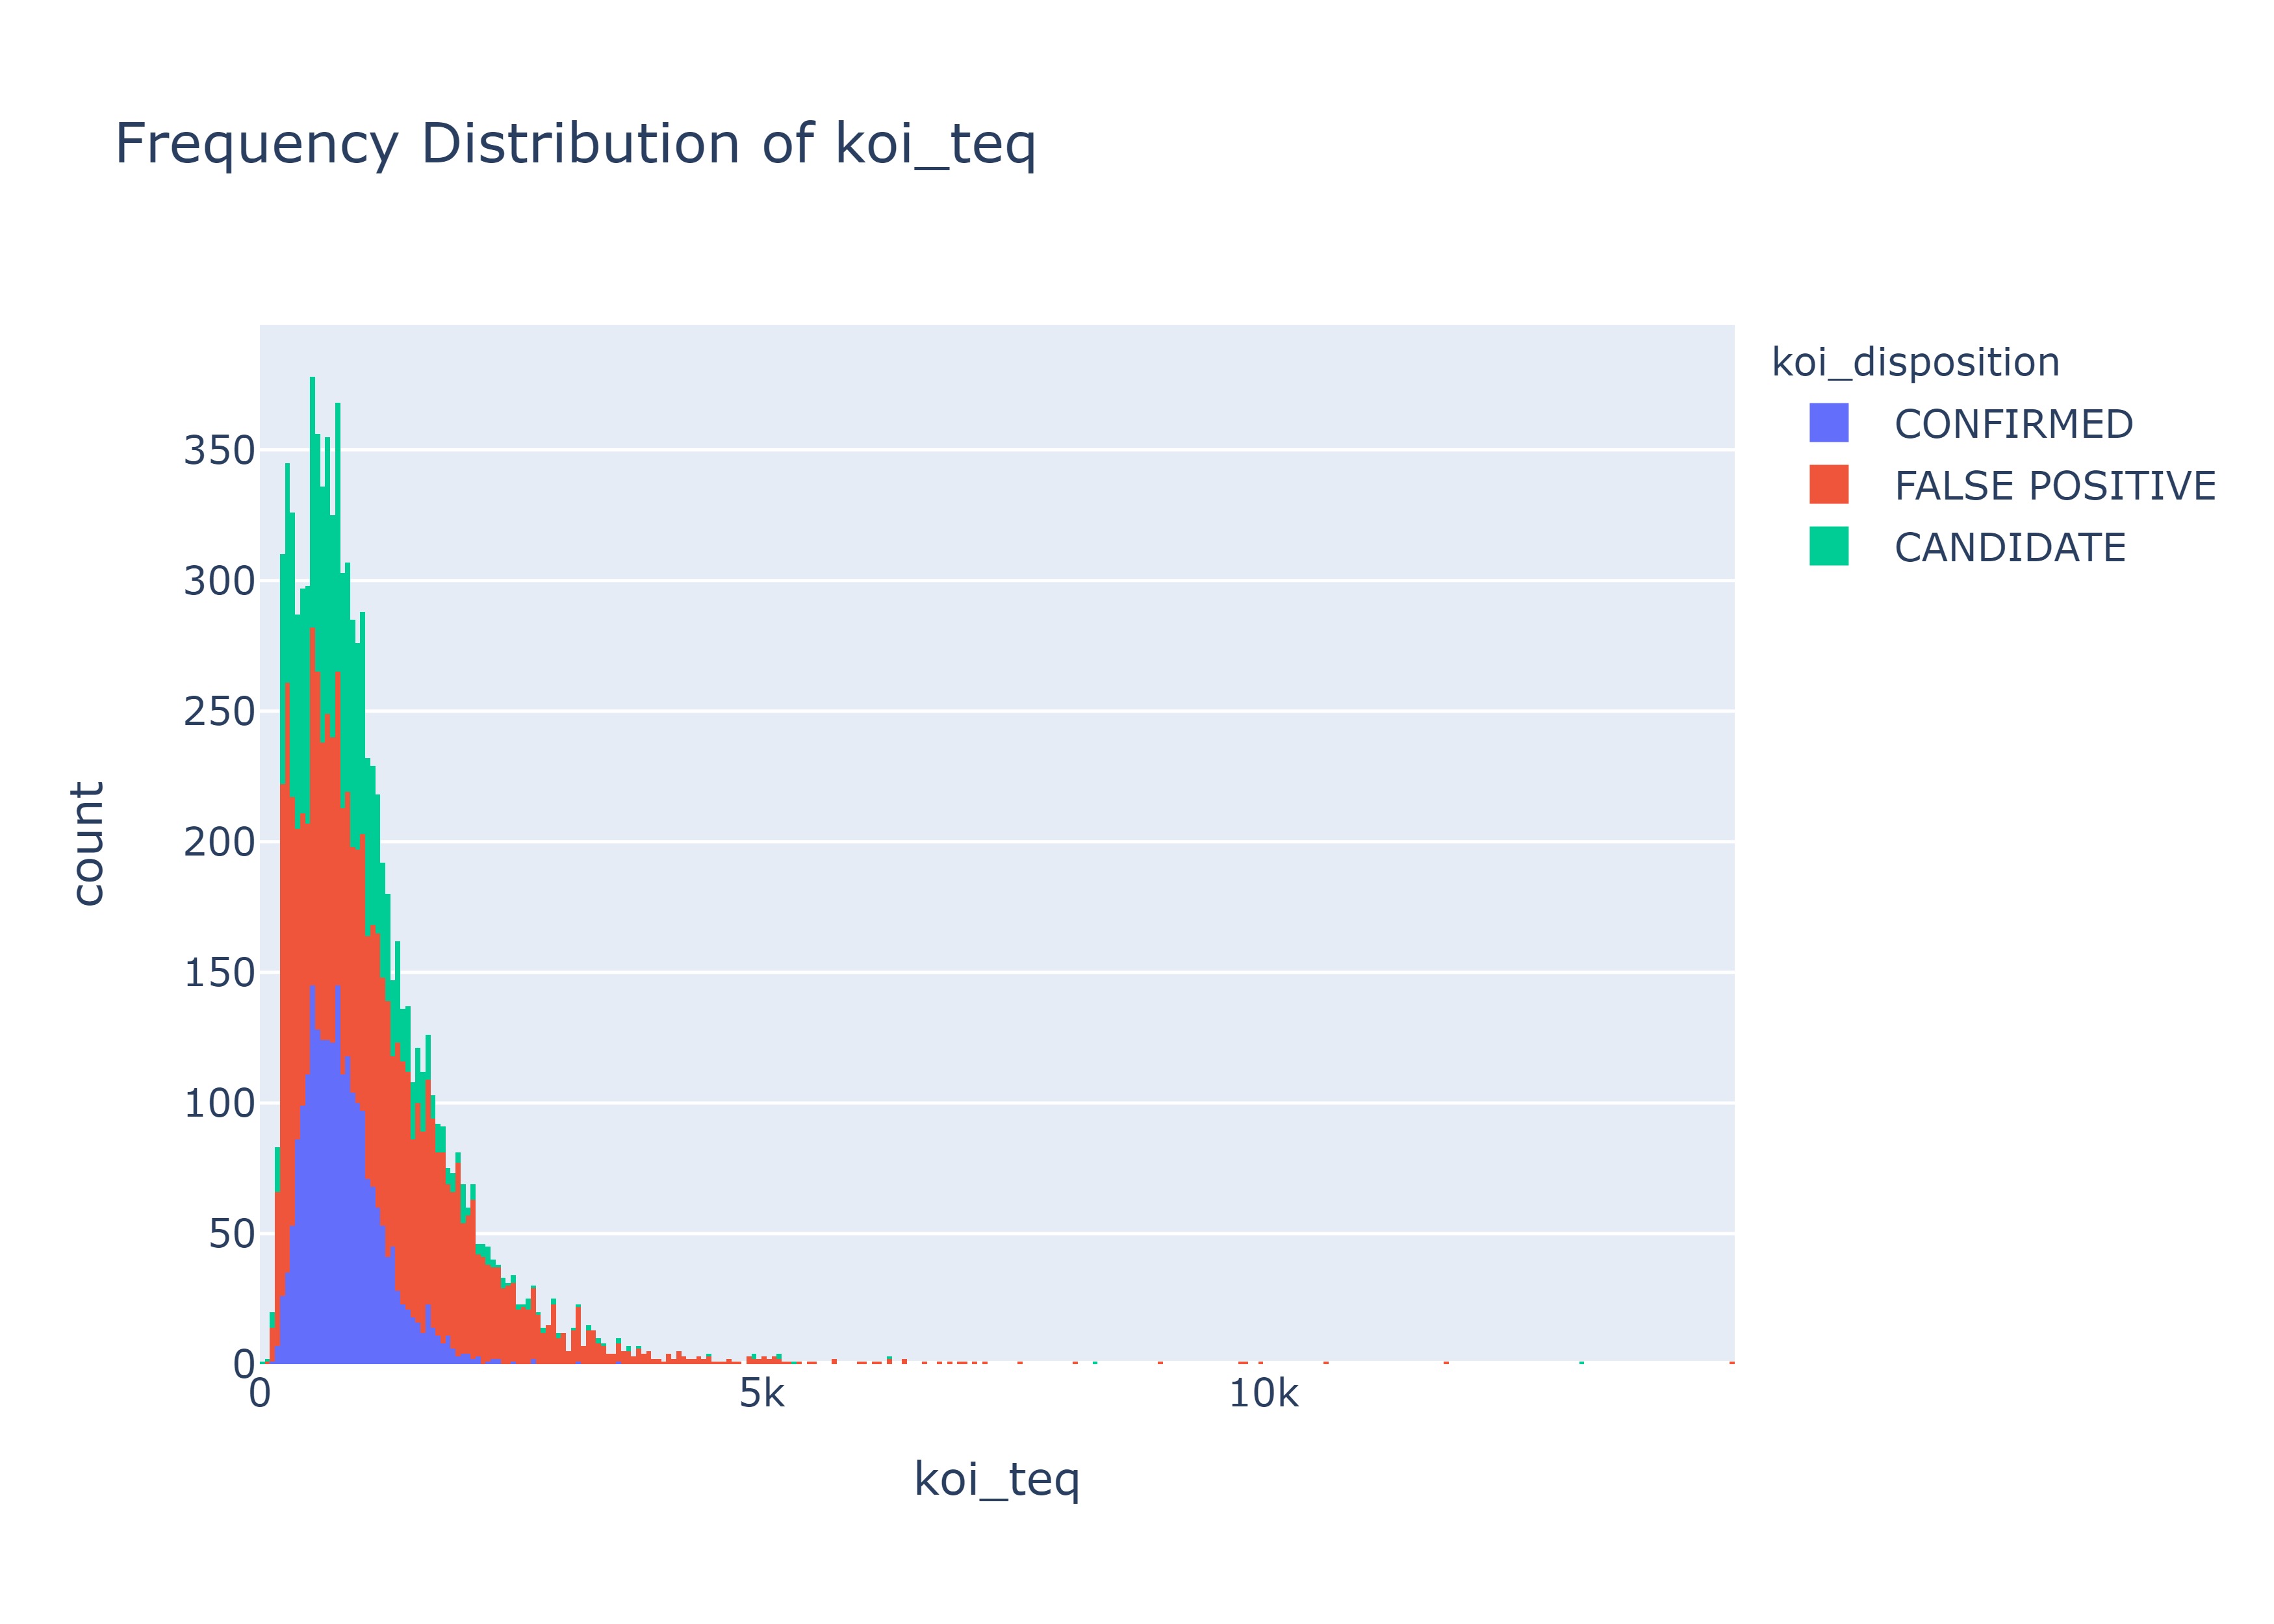 Frequency Distribution of koi_teq
koi_disposition
CONFIRMED
FALSE POSITIVE
CANDIDATE
350
300
250
200
150
100
50
0
count
0
5k
10k
koi_teq